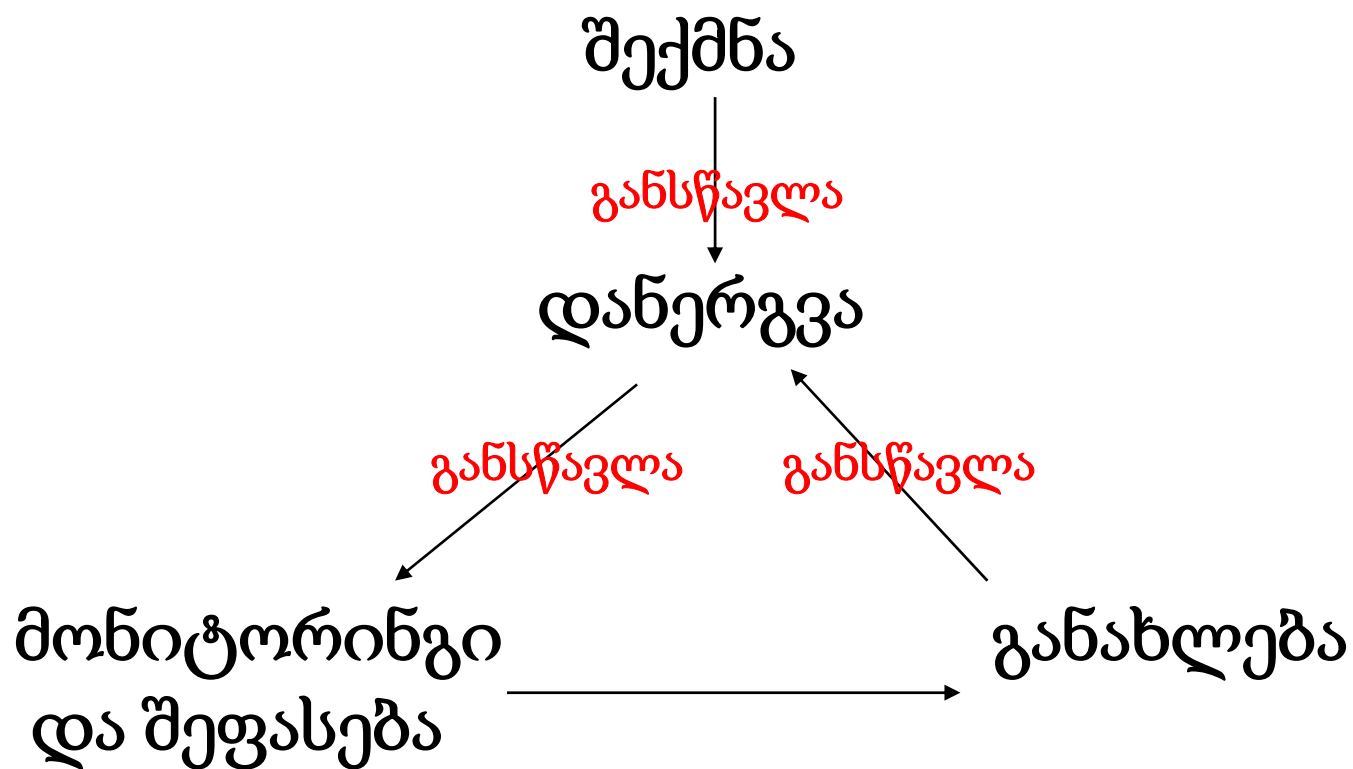 შექმნა
განსწავლა
დანერგვა
განსწავლა
განსწავლა
მონიტორინგი
და შეფასება
განახლება